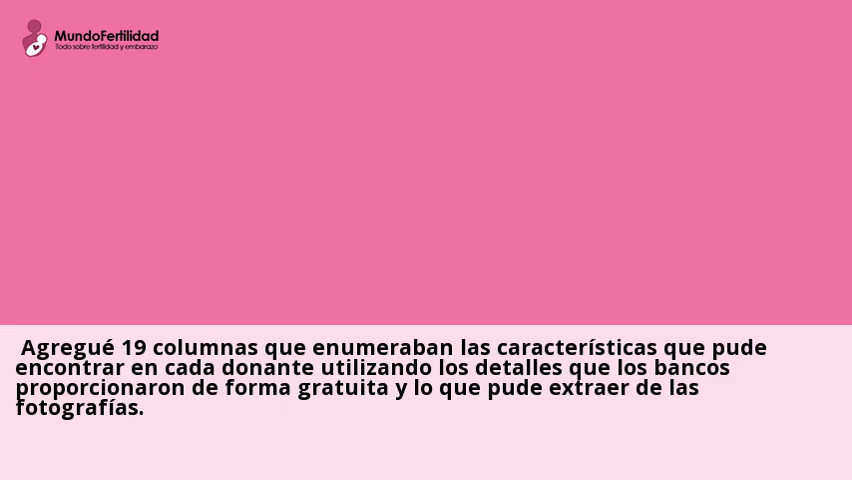 MundoFertilidad
Todo sobre fertilidad y embarazo
Agregué 19 columnas que enumeraban las características que pude
encontrar en cada donante utilizando los detalles que los bancos
proporcionaron de forma gratuita y lo que pude extraer de las
fotografías.